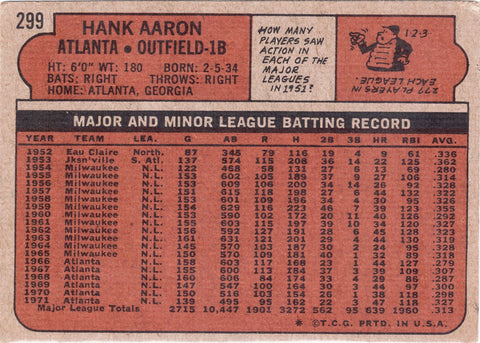 299
HANK AARON
ATLANTA • OUTFIELD-1B
HT: 6'0" WT: 180 BORN: 2-5-34
BATS: RIGHT THROWS: RIGHT
HOME: ATLANTA, GEORGIA
HOW MANY
PLAYERS SAW
ACTION IN
EACH OF THE
MAJOR
LEAGUES
IN 1951?
1-2-3
277 PLAYERS IN
EACH LEAGUE.
MAJOR AND MINOR LEAGUE BATTING RECORD
YEAR TEAM LEA. G AB R H 2B 3B HR RBI AVG.
1952 Eau Claire North. 87 345 79 116 19 4 9 61 .336
1953 Jksn'ville S. Atl. 137 574 115 208 36 14 22 125 .362
1954 Milwaukee N.L. 122 468 58 131 27 6 13 69 .280
1955 Milwaukee N.L. 153 602 105 189 37 9 27 106 .314
1956 Milwaukee N.L. 153 609 106 200 34 14 26 92 .328
1957 Milwaukee N.L. 151 615 118 198 27 6 44 132 .322
1958 Milwaukee N.L. 153 601 109 196 34 4 30 95 .326
1959 Milwaukee N.L. 154 629 116 223 46 7 39 123 .355
1960 Milwaukee N.L. 153 590 102 172 20 11 40 126 .292
1961 Milwaukee N.L. 155 603 115 197 39 10 34 120 .327
1962 Milwaukee N.L. 156 592 127 191 28 6 45 128 .323
1963 Milwaukee N.L. 161 631 121 201 29 4 44 130 .319
1964 Milwaukee N.L. 145 570 103 187 30 2 24 95 .328
1965 Milwaukee N.L. 150 570 109 181 40 1 32 89 .318
1966 Atlanta N.L. 158 603 117 168 23 1 44 127 .279
1967 Atlanta N.L. 155 600 113 184 37 3 39 109 .307
1968 Atlanta N.L. 160 606 84 174 33 4 29 86 .287
1969 Atlanta N.L. 147 547 100 164 30 3 44 97 .300
1970 Atlanta N.L. 150 516 103 154 26 1 38 118 .298
1971 Atlanta N.L. 139 495 95 162 22 3 47 118 .327
Major League Totals 2715 10,447 1901 3272 562 95 639 1960 .313
* © T.C.G. PRTD. IN U.S.A.